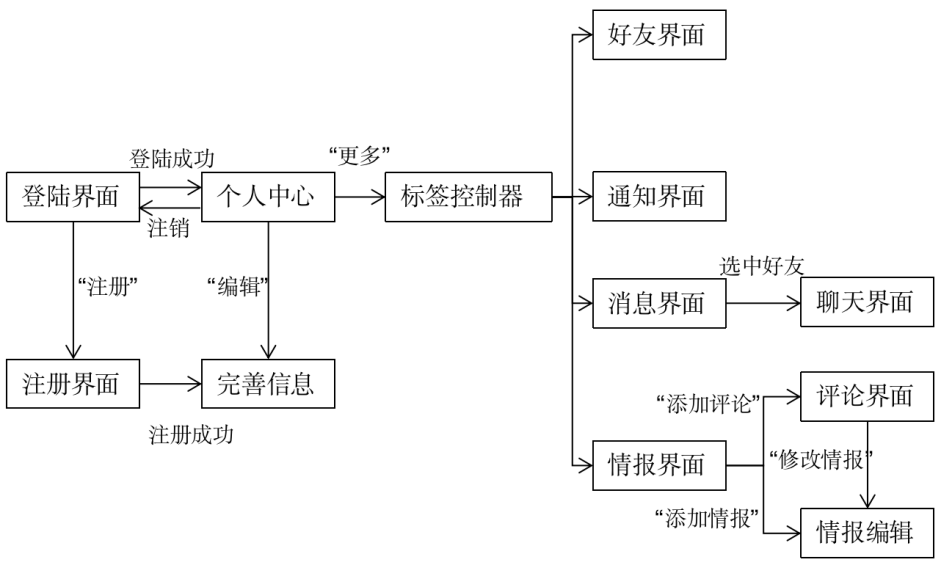 好友界面
登陆成功
“更多”
登陆界面
个人中心
标签控制器
通知界面
注销
选中好友
“注册”
“编辑”
消息界面
聊天界面
注册界面
完善信息
“添加评论”
评论界面
注册成功
情报界面
“修改情报”
“添加情报”
情报编辑